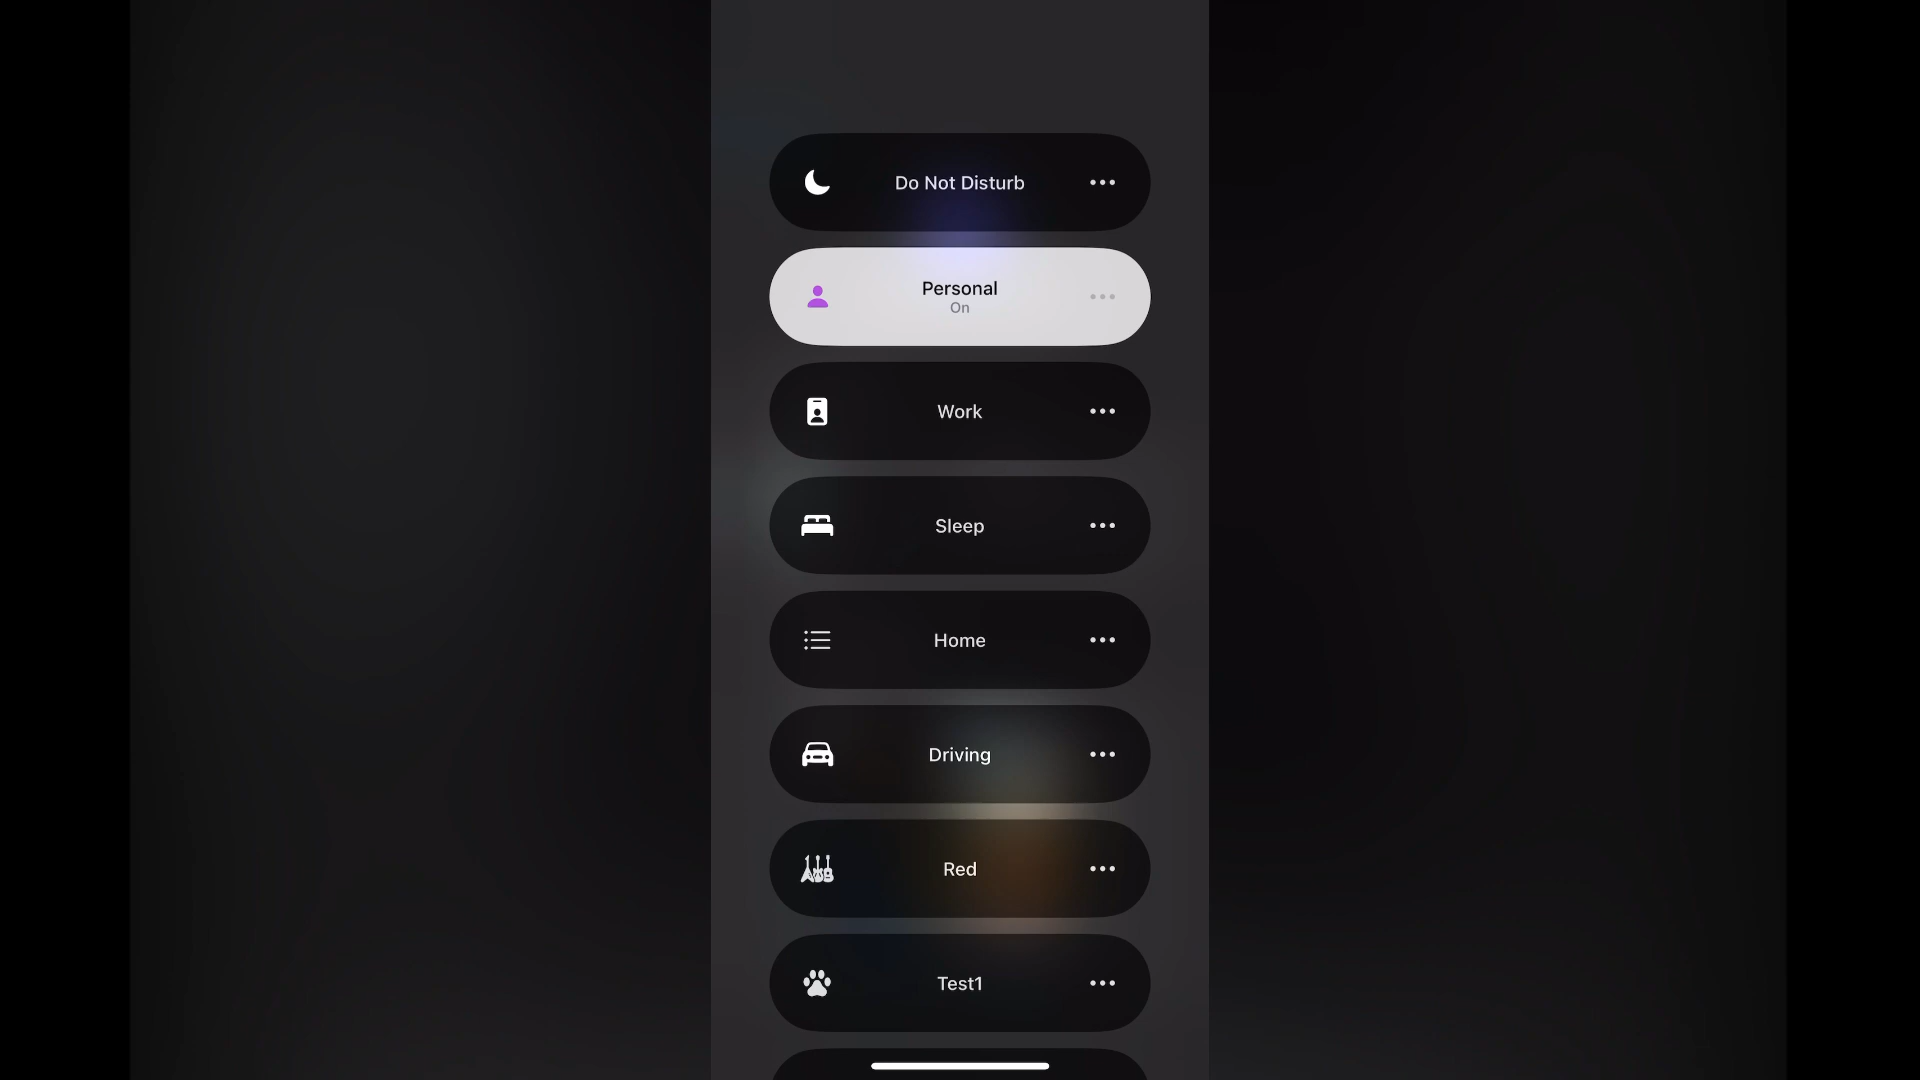 Do Not Disturb
Personal
On
Work
Sleep
Home
Driving
Red
Test1